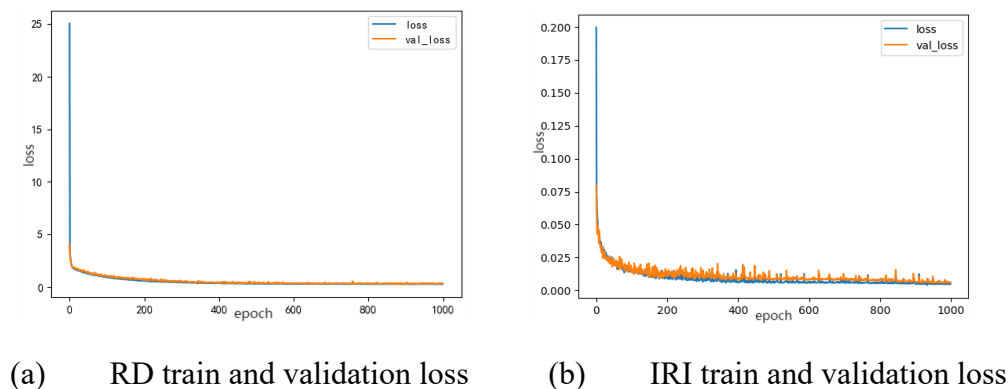 25
20
15
10
5
0
loss
loss
val_loss
0
200
400
600
800
1000
epoch
0.200
0.175
0.150
0.125
0.100
0.075
0.050
0.025
0.000
loss
loss
val_loss
0
200
400
600
800
1000
epoch
(a) RD train and validation loss
(b) IRI train and validation loss